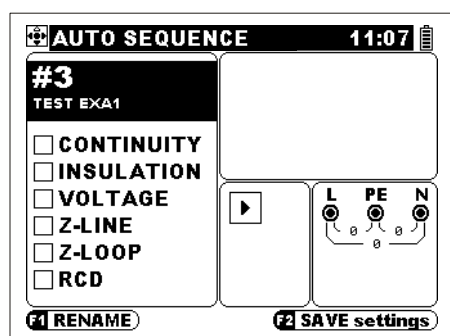 AUTO SEQUENCE 11:07
#3
TEST EXA1
CONTINUITY
INSULATION
VOLTAGE
Z-LINE
Z-LOOP
RCD
L PE N
0 0
0
F1 RENAME F2 SAVE settings